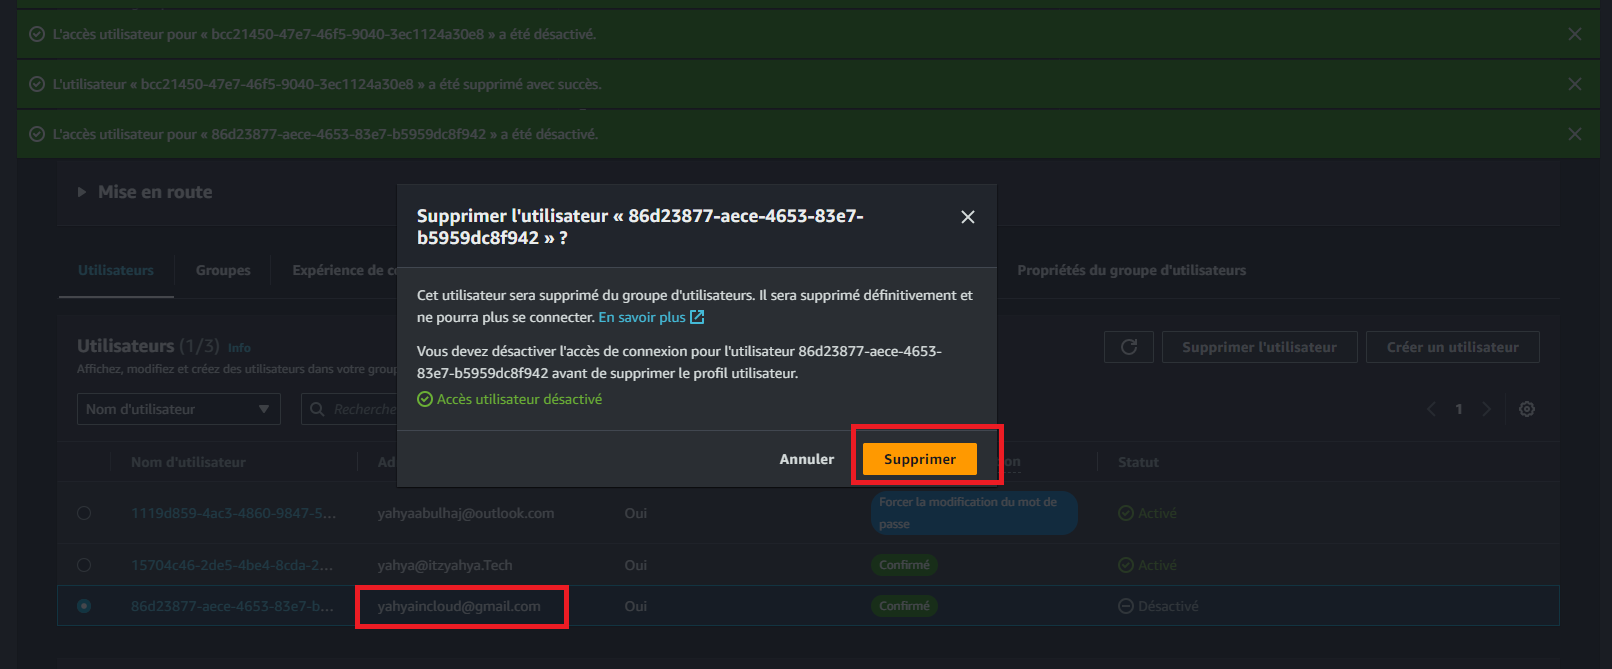 L'accès utilisateur pour « bcc21450-47e7-46f5-9040-3ec1124a30e8 » a été désactivé.
L'utilisateur « bcc21450-47e7-46f5-9040-3ec1124a30e8 » a été supprimé avec succès.
L'accès utilisateur pour « 86d23877-aece-4653-83e7-b5959dc8f942 » a été désactivé.
Mise en route
Supprimer l'utilisateur « 86d23877-aece-4653-83e7-
b5959dc8f942 » ?
Utilisateurs Groupes Expérience de co Propriétés du groupe d'utilisateurs
Cet utilisateur sera supprimé du groupe d'utilisateurs. Il sera supprimé définitivement et
ne pourra plus se connecter. En savoir plus
Vous devez désactiver l'accès de connexion pour l'utilisateur 86d23877-aece-4653-
83e7-b5959dc8f942 avant de supprimer le profil utilisateur.
Accès utilisateur désactivé
Annuler Supprimer
Utilisateurs (1/3) Info
Affichez, modifiez et créez des utilisateurs dans votre group
Supprimer l'utilisateur Créer un utilisateur
Nom d'utilisateur Recherche 1
Nom d'utilisateur Ad on Statut
1119d859-4ac3-4860-9847-5... yahyaabulhaj@outlook.com Oui Forcer la modification du mot de
passe Activé
15704c46-2de5-4be4-8cda-2... yahya@itzyahya.Tech Oui Confirmé Activé
86d23877-aece-4653-83e7-b... yahyaincloud@gmail.com Oui Confirmé Désactivé